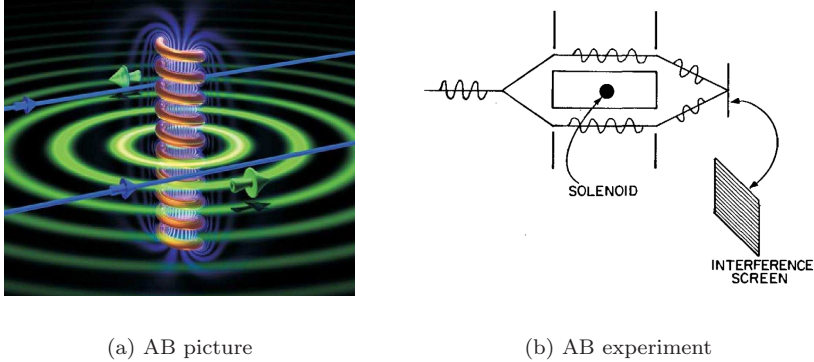 SOLENOID
INTERFERENCE
SCREEN
(a) AB picture
(b) AB experiment